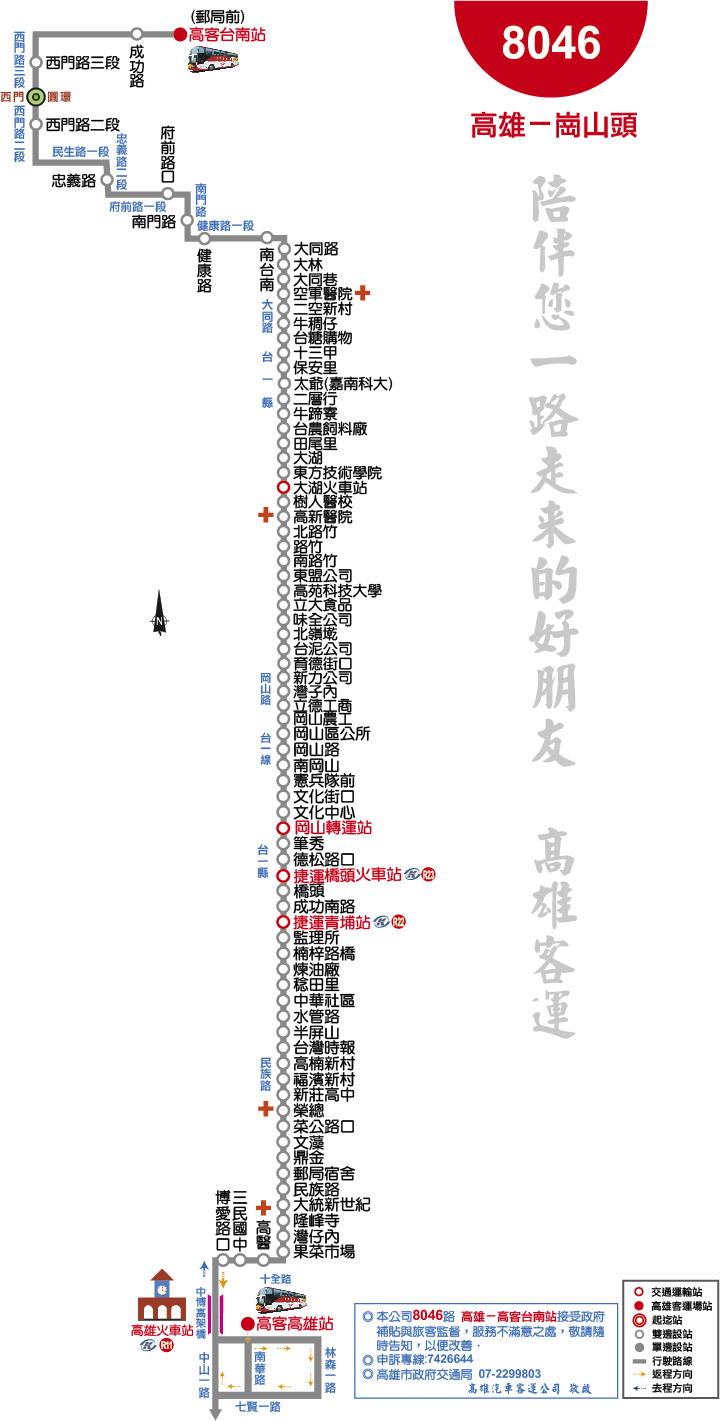 8046
高雄－崗山頭
陪伴您一路走来的好朋友 高雄客運
(郵局前)
高客台南站
成功路
西門路三段
西門路三段
西門圓環
西門路二段
西門路二段
民生路一段
忠義路二段
忠義路
府前路口
府前路一段
南門路
南門路
健康路一段
健康路
南台南
大同路
大林
大同巷
空軍醫院
二空新村
牛稠仔
台糖購物
十三甲
保安里
太爺(嘉南科大)
二層行
牛蹄寮
台農飼料廠
田尾里
大湖
東方技術學院
大湖火車站
樹人醫校
高新醫院
北路竹
路竹
南路竹
東盟公司
高苑科技大學
立大食品
味全公司
北嶺墘
台泥公司
育德街口
新力公司
灣子內
立德工商
岡山農工
岡山區公所
岡山路
南岡山
憲兵隊前
文化街口
文化中心
岡山轉運站
筆秀
德松路口
捷運橋頭火車站 R23
橋頭
成功南路
捷運青埔站 R22
監理所
楠梓路橋
煉油廠
稔田里
中華社區
水管路
半屏山
台灣時報
高楠新村
福濱新村
新莊高中
榮總
菜公路口
文藻
鼎金
郵局宿舍
民族路
大統新世紀
隆峰寺
灣仔內
果菜市場
大同路
台一縣
N
岡山路
台一線
台一縣
民族路
高醫
三民國中
博愛路口
十全路
中博高架橋
高雄火車站
R11
高客高雄站
中山一路
南華路
林森一路
七賢一路
◎本公司8046路 高雄－高客台南站接受政府
補貼與旅客監督，服務不滿意之處，敬請隨
時告知，以便改善．
◎申訴專線:7426644
◎高雄市政府交通局 07-2299803
高雄汽車客運公司 敬啟
交通運輸站
高雄客運場站
起迄站
雙邊設站
單邊設站
行駛路線
返程方向
去程方向